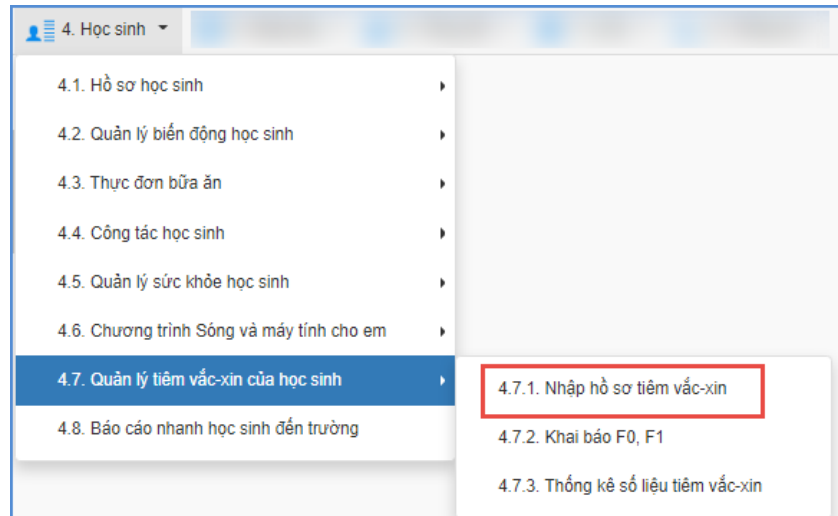 4. Học sinh
4.1. Hồ sơ học sinh
4.2. Quản lý biến động học sinh
4.3. Thực đơn bữa ăn
4.4. Công tác học sinh
4.5. Quản lý sức khỏe học sinh
4.6. Chương trình Sóng và máy tính cho em
4.7. Quản lý tiêm vắc-xin của học sinh
4.8. Báo cáo nhanh học sinh đến trường
4.7.1. Nhập hồ sơ tiêm vắc-xin
4.7.2. Khai báo F0, F1
4.7.3. Thống kê số liệu tiêm vắc-xin